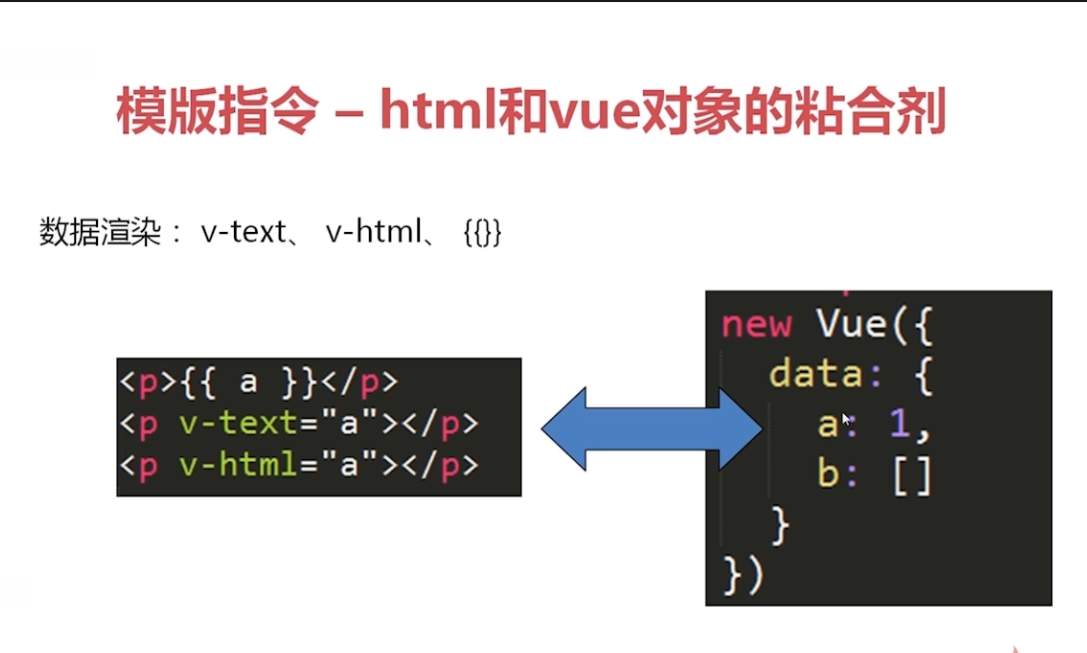 模版指令 – html和vue对象的粘合剂
数据渲染： v-text、 v-html、 {{}}
<p>{{ a }}</p>
<p v-text="a"></p>
<p v-html="a"></p>
new Vue({
data: {
a: 1,
b: []
}
})